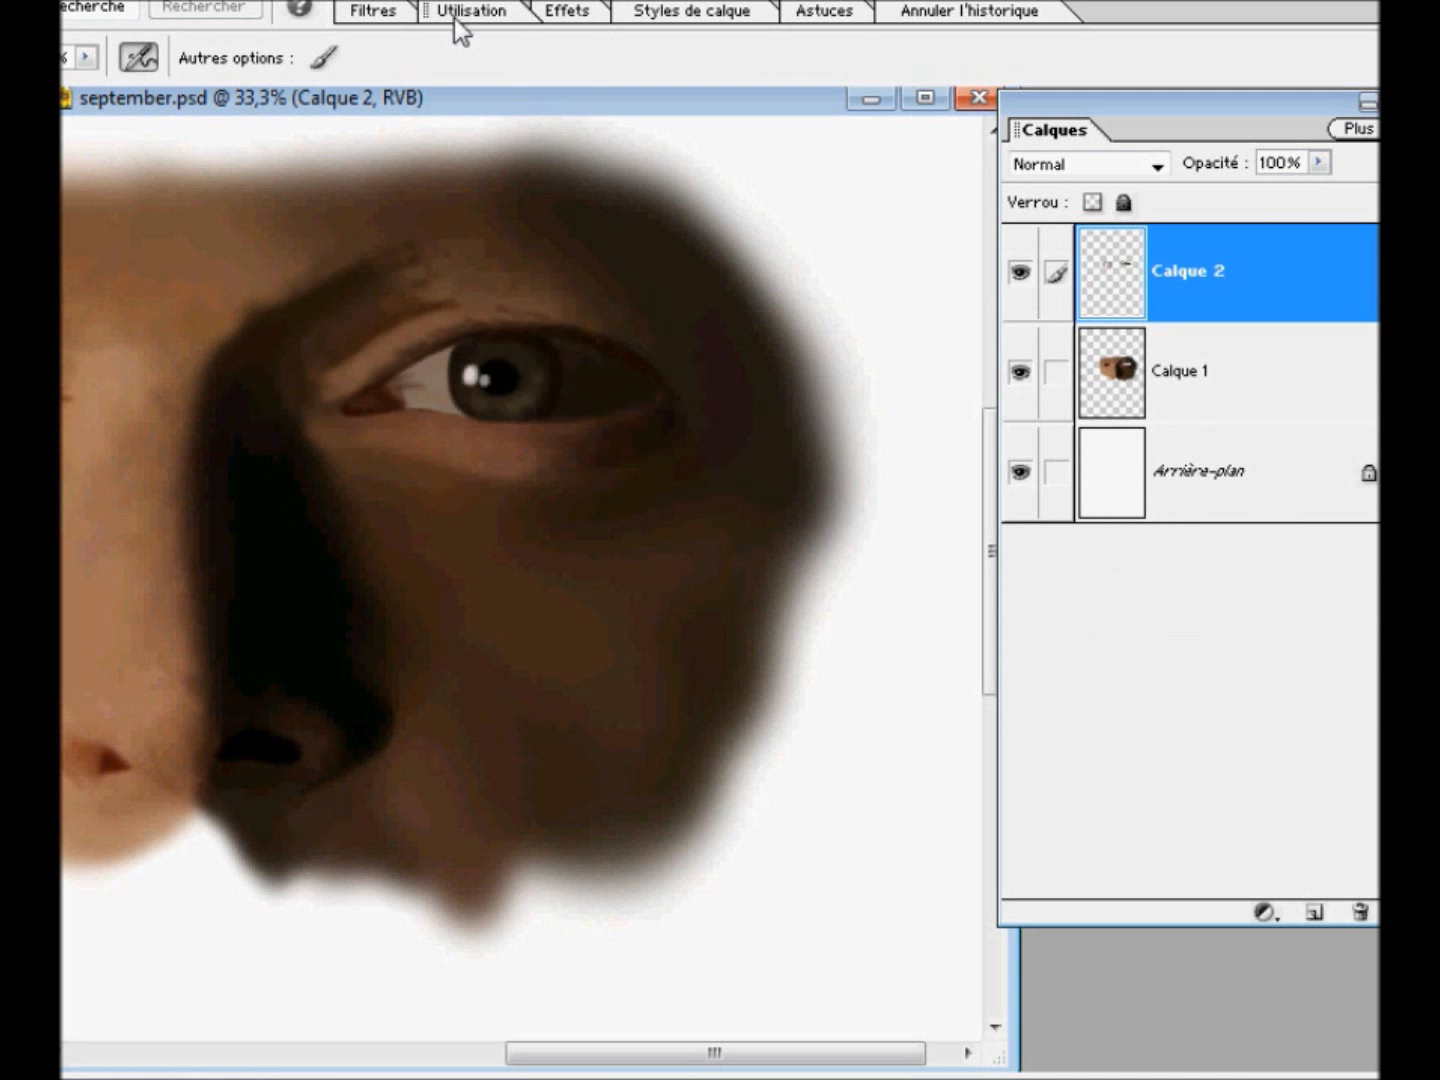 echerche Rechercher ? Filtres Utilisation Effets Styles de calque Astuces Annuler l'historique
% Autres options :
september.psd @ 33,3% (Calque 2, RVB)
Calques Plus
Normal Opacité : 100%
Verrou :
Calque 2
Calque 1
Arrière-plan